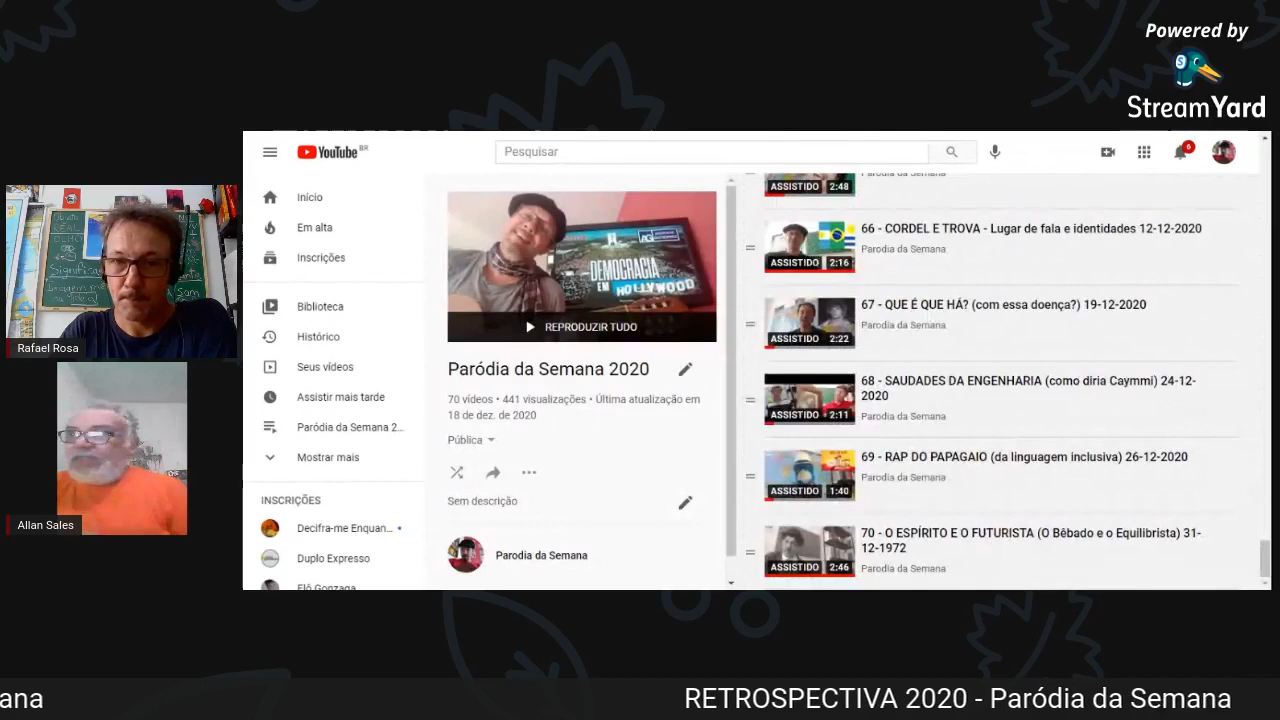 Powered by
StreamYard
YouTube BR
Pesquisar
6
Início
Em alta
Inscrições
Biblioteca
Histórico
Seus vídeos
Assistir mais tarde
Paródia da Semana 2...
Mostrar mais
INSCRIÇÕES
Decifra-me Enquan...
Duplo Expresso
Elô Gonzaga
DEMOCRACIA
EM HOLLYWOOD
REPRODUZIR TUDO
Paródia da Semana 2020
70 vídeos • 441 visualizações • Última atualização em
18 de dez. de 2020
Pública
Sem descrição
Parodia da Semana
ASSISTIDO 2:48
Parodia da Semana
66 - CORDEL E TROVA - Lugar de fala e identidades 12-12-2020
Parodia da Semana
ASSISTIDO 2:16
67 - QUE É QUE HÁ? (com essa doença?) 19-12-2020
Parodia da Semana
ASSISTIDO 2:22
68 - SAUDADES DA ENGENHARIA (como diria Caymmi) 24-12-
2020
Parodia da Semana
ASSISTIDO 2:11
69 - RAP DO PAPAGAIO (da linguagem inclusiva) 26-12-2020
Parodia da Semana
ASSISTIDO 1:40
70 - O ESPÍRITO E O FUTURISTA (O Bêbado e o Equilibrista) 31-
12-1972
Parodia da Semana
ASSISTIDO 2:46
Rafael Rosa
Allan Sales
ana
RETROSPECTIVA 2020 - Paródia da Semana